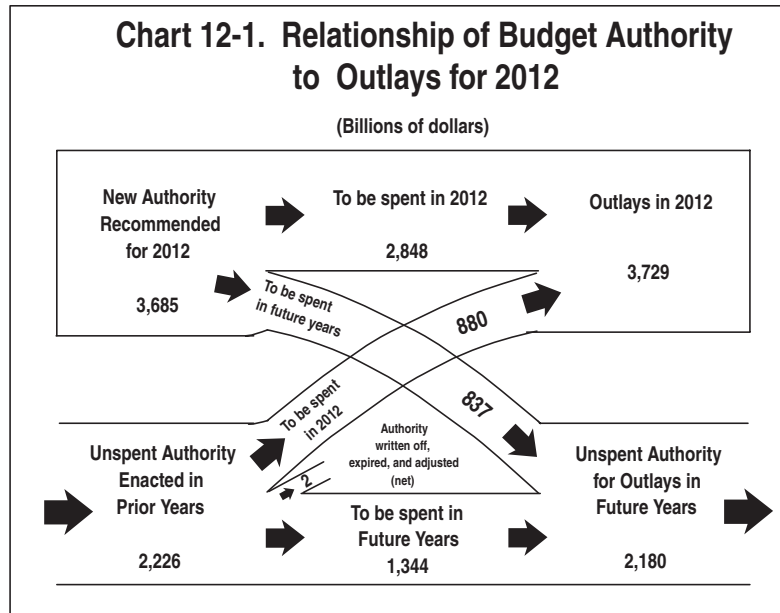 Chart 12-1. Relationship of Budget Authority
to Outlays for 2012
(Billions of dollars)
New Authority
Recommended
for 2012
3,685
To be spent in 2012
2,848
Outlays in 2012
3,729
To be spent
in future years
880
To be spent
in 2012
837
Authority
written off,
expired, and adjusted
(net)
2
Unspent Authority
Enacted in
Prior Years
2,226
To be spent in
Future Years
1,344
Unspent Authority
for Outlays in
Future Years
2,180